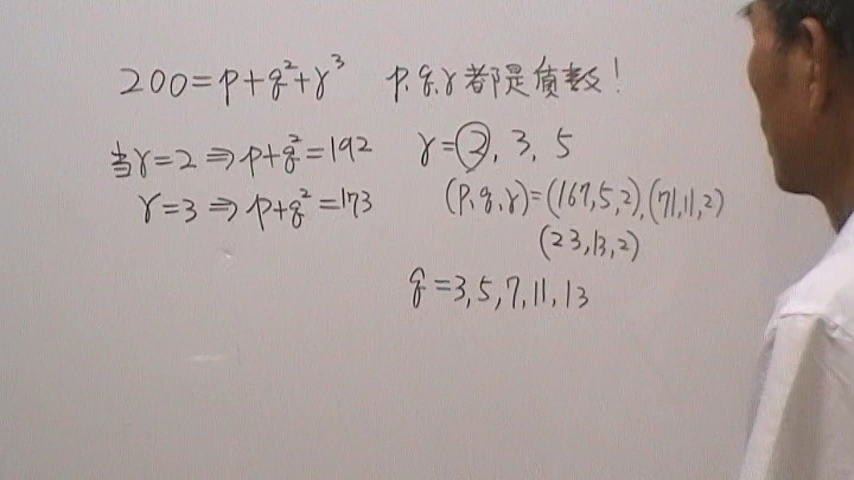 200=p+q²+r³ p,q,r都是質数!
当r=2⇒p+q²=192 r=2,3,5
r=3⇒p+q²=173 (p,q,r)=(167,5,2),(71,11,2)
(23,13,2)
q=3,5,7,11,13